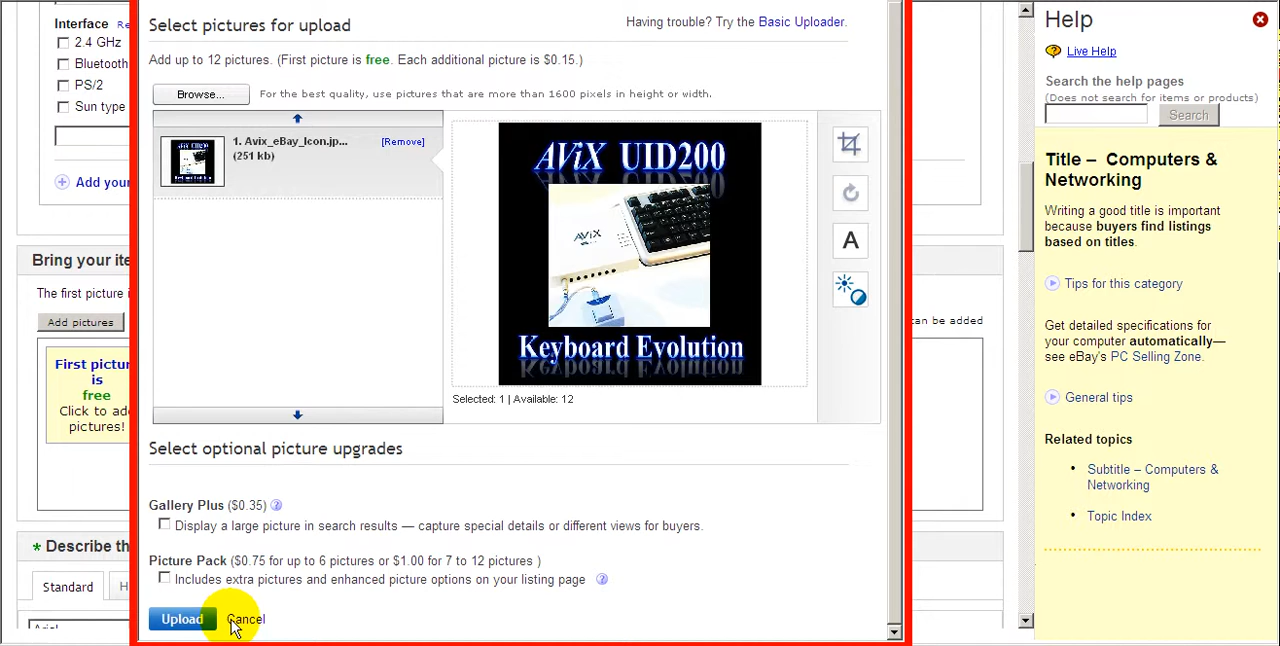 Interface Re
2.4 GHz
Bluetooth
PS/2
Sun type
Add your
Bring your ite
The first picture i
Add pictures
First pictur
is
free
Click to ad
pictures!
Describe th
Standard
H
Select pictures for upload
Having trouble? Try the Basic Uploader.
Add up to 12 pictures. (First picture is free. Each additional picture is $0.15.)
Browse...
For the best quality, use pictures that are more than 1600 pixels in height or width.
1. Avix_eBay_Icon.jp...
(251 kb)
[Remove]
AViX UID200
AViX
Keyboard Evolution
A
Selected: 1 | Available: 12
Select optional picture upgrades
Gallery Plus ($0.35)
Display a large picture in search results — capture special details or different views for buyers.
Picture Pack ($0.75 for up to 6 pictures or $1.00 for 7 to 12 pictures )
Includes extra pictures and enhanced picture options on your listing page
Upload
Cancel
can be added
Help
Live Help
Search the help pages
(Does not search for items or products)
Search
Title – Computers &
Networking
Writing a good title is important
because buyers find listings
based on titles.
Tips for this category
Get detailed specifications for
your computer automatically—
see eBay's PC Selling Zone.
General tips
Related topics
• Subtitle – Computers &
Networking
• Topic Index